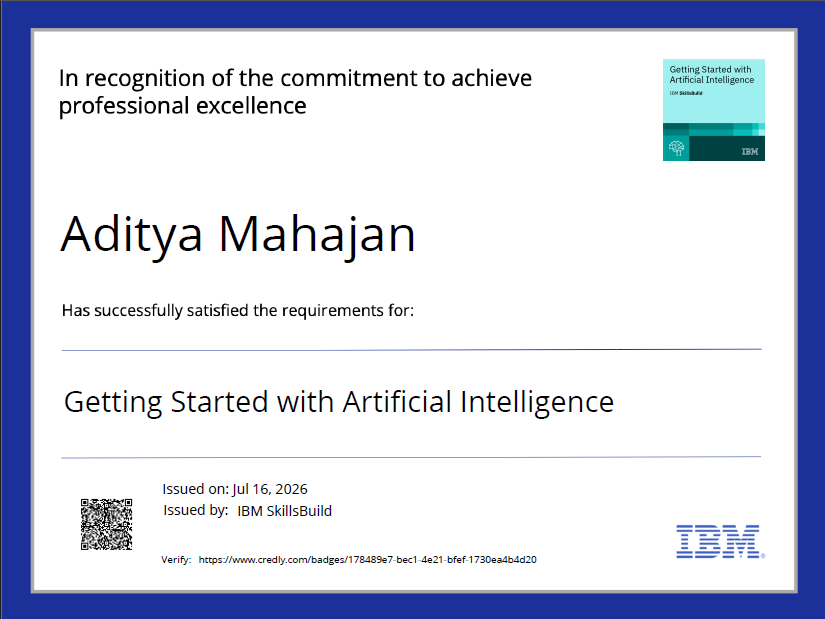 In recognition of the commitment to achieve
professional excellence
Getting Started with
Artificial Intelligence
IBM SkillsBuild
IBM
Aditya Mahajan
Has successfully satisfied the requirements for:
Getting Started with Artificial Intelligence
Issued on: Jul 16, 2026
Issued by: IBM SkillsBuild
Verify: https://www.credly.com/badges/178489e7-bec1-4e21-bfef-1730ea4b4d20
IBM®